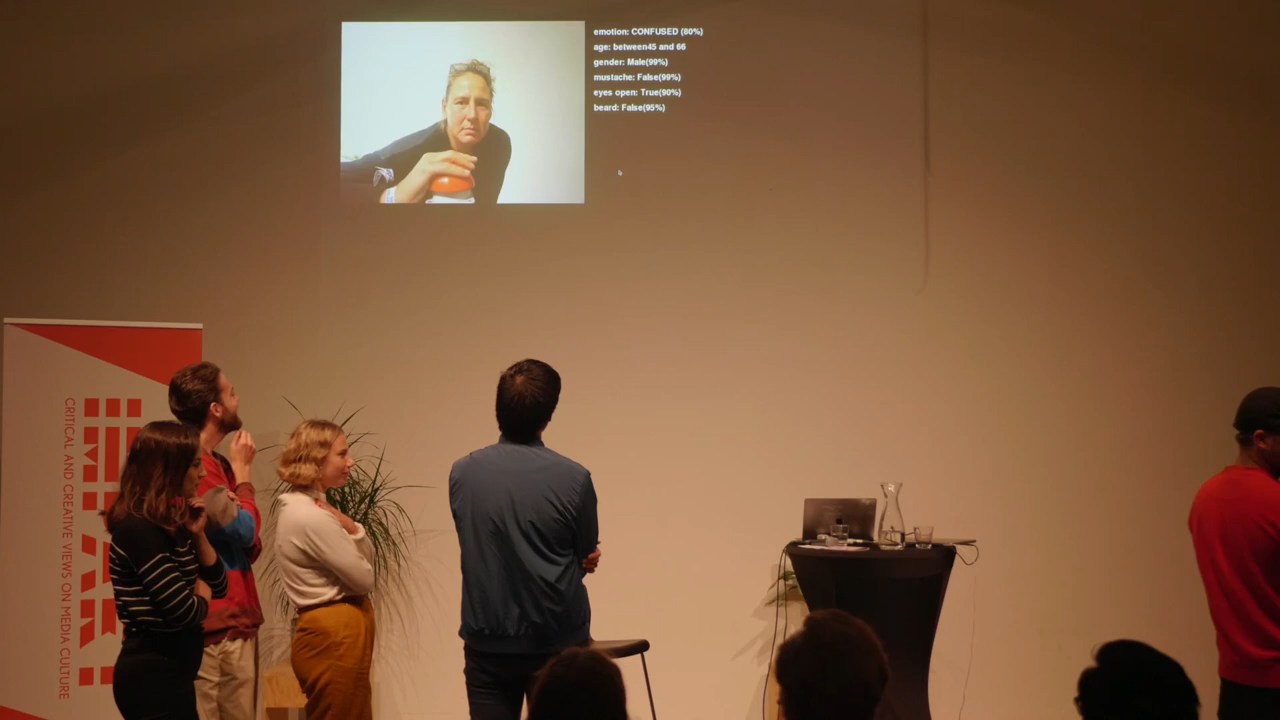 emotion: CONFUSED (80%)
age: between45 and 66
gender: Male(99%)
mustache: False(99%)
eyes open: True(90%)
beard: False(95%)
CRITICAL AND CREATIVE VIEWS ON MEDIA CULTURE